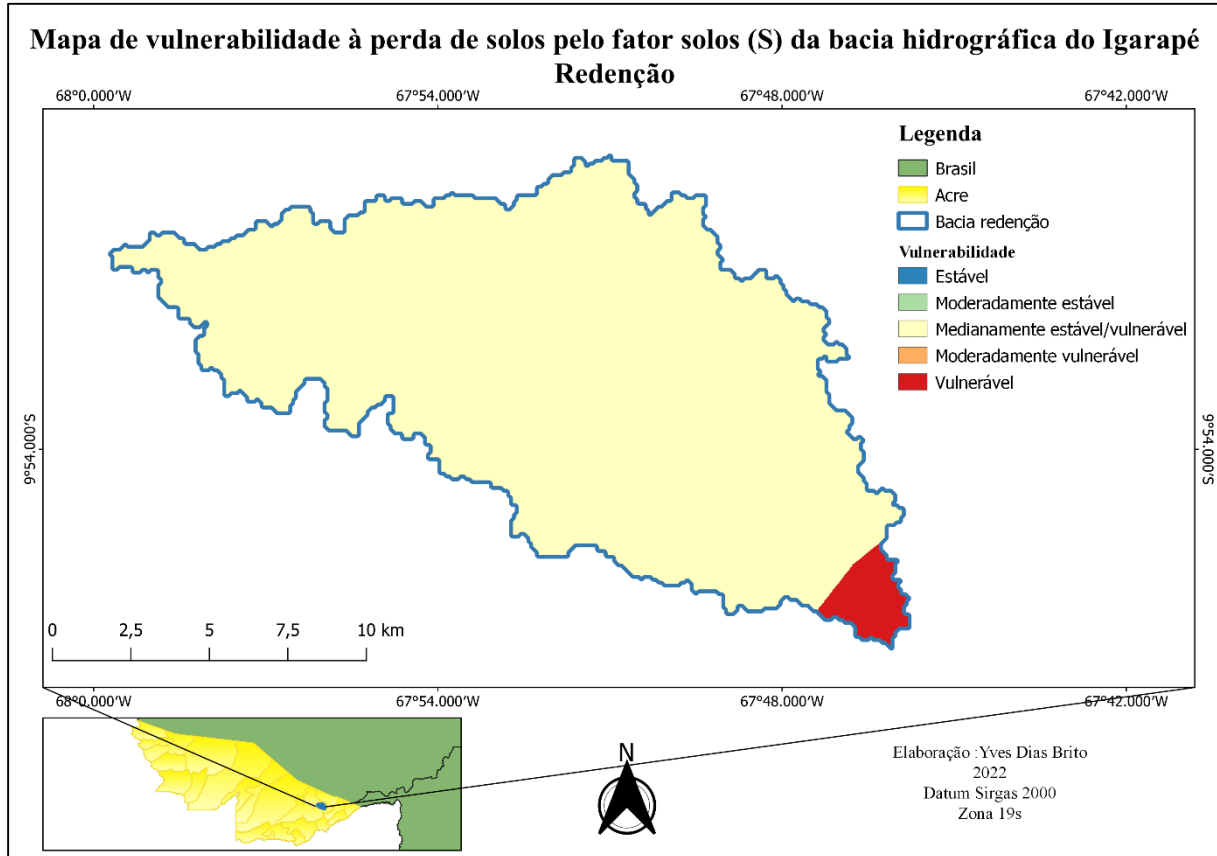 Mapa de vulnerabilidade à perda de solos pelo fator solos (S) da bacia hidrográfica do Igarapé
Redenção
68°0.000'W 67°54.000'W 67°48.000'W 67°42.000'W
Legenda
Brasil
Acre
Bacia redenção
Vulnerabilidade
Estável
Moderadamente estável
Medianamente estável/vulnerável
Moderadamente vulnerável
Vulnerável
9°54.000'S 9°54.000'S
0 2,5 5 7,5 10 km
68°0.000'W 67°54.000'W 67°48.000'W 67°42.000'W
N
Elaboração :Yves Dias Brito
2022
Datum Sirgas 2000
Zona 19s